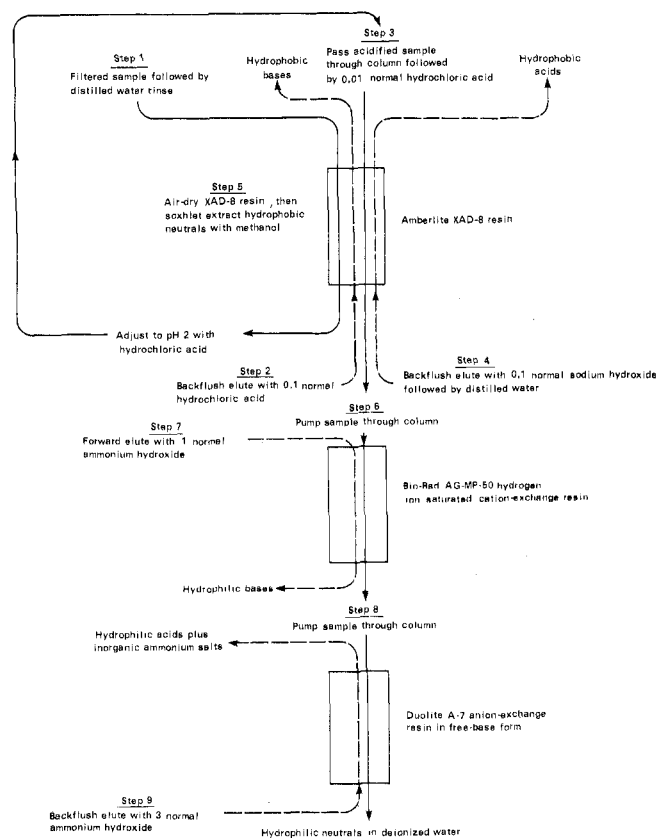 Step 1
Filtered sample followed by
distilled water rinse
Hydrophobic
bases
Step 3
Pass acidified sample
through column followed
by 0.01 normal hydrochloric acid
Hydrophobic
acids
Step 5
Air-dry XAD-8 resin , then
soxhlet extract hydrophobic
neutrals with methanol
Amberlite XAD-8 resin
Adjust to pH 2 with
hydrochloric acid
Step 2
Backflush elute with 0.1 normal
hydrochloric acid
Step 4
Backflush elute with 0.1 normal sodium hydroxide
followed by distilled water
Step 6
Pump sample through column
Step 7
Forward elute with 1 normal
ammonium hydroxide
Bio-Rad AG-MP-50 hydrogen
ion saturated cation-exchange resin
Hydrophilic bases
Step 8
Pump sample through column
Hydrophilic acids plus
inorganic ammonium salts
Duolite A-7 anion-exchange
resin in free-base form
Step 9
Backflush elute with 3 normal
ammonium hydroxide
Hydrophilic neutrals in deionized water